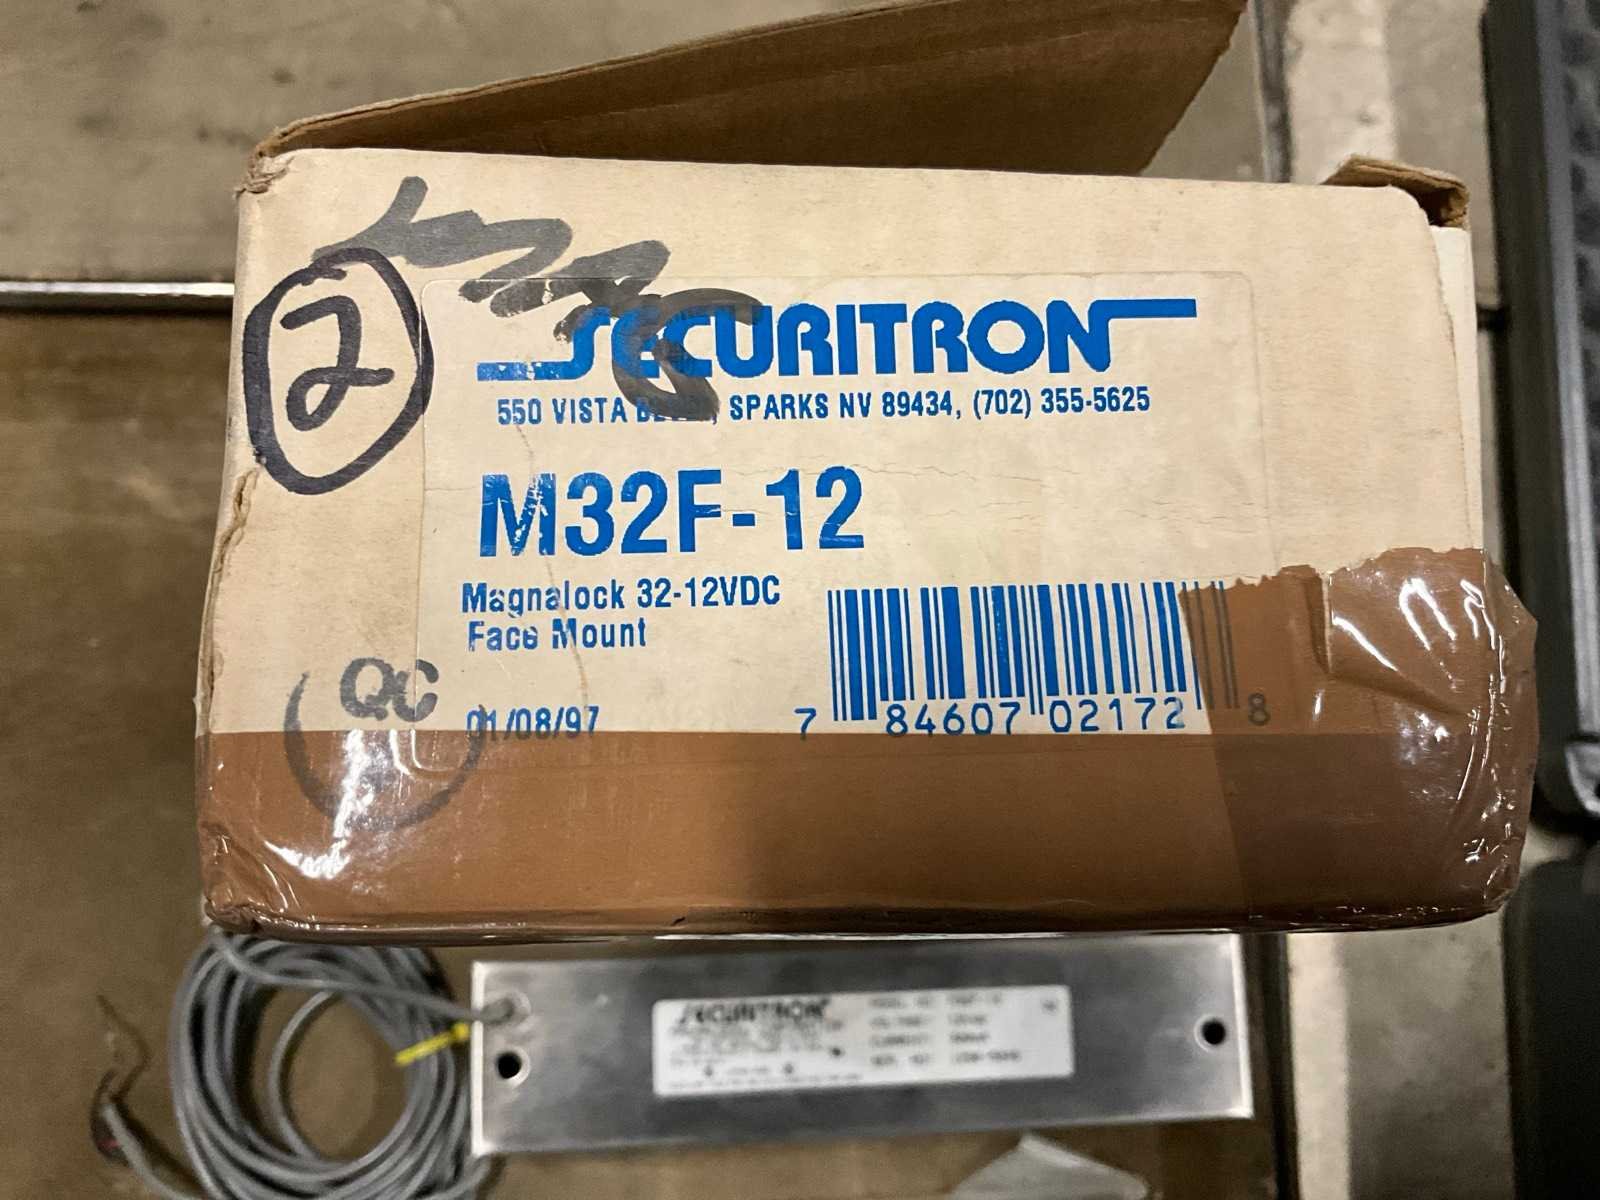 2
SECURITRON
550 VISTA BLVD., SPARKS NV 89434, (702) 355-5625
M32F-12
Magnalock 32-12VDC
Face Mount
QC
01/08/97
7 84607 02172 8
SECURITRON